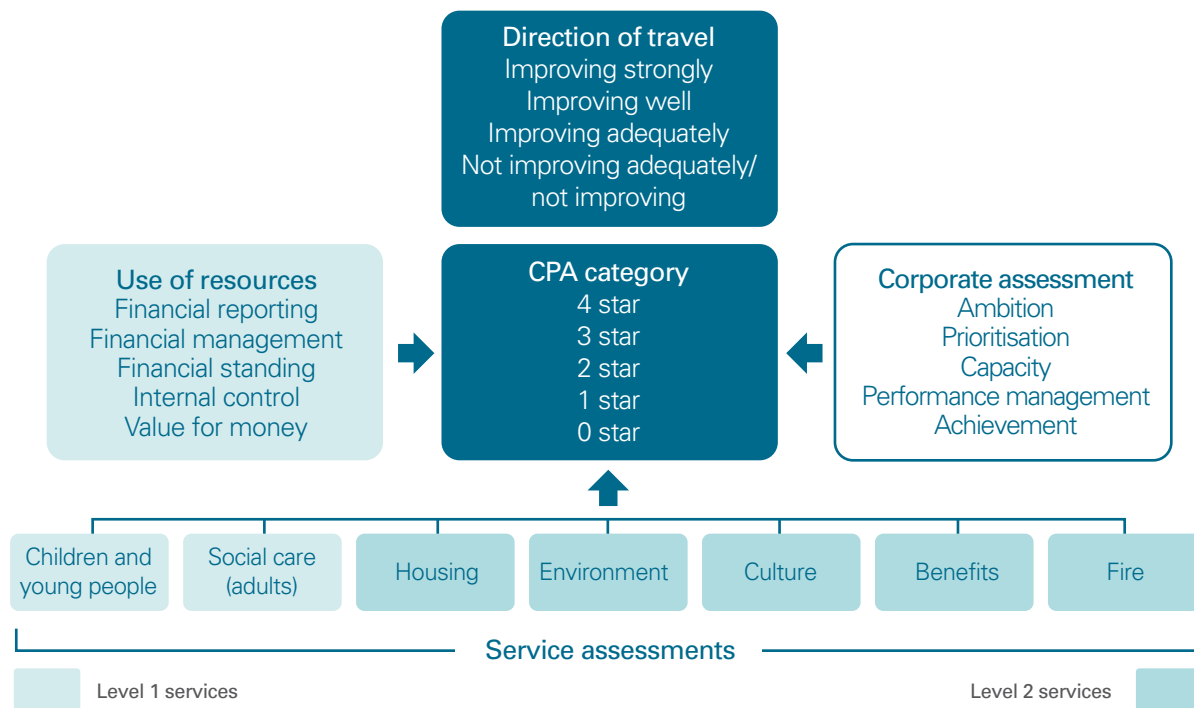 Direction of travel
Improving strongly
Improving well
Improving adequately
Not improving adequately/
not improving
Use of resources
Financial reporting
Financial management
Financial standing
Internal control
Value for money
CPA category
4 star
3 star
2 star
1 star
0 star
Corporate assessment
Ambition
Prioritisation
Capacity
Performance management
Achievement
Children and
young people
Social care
(adults)
Housing
Environment
Culture
Benefits
Fire
Service assessments
Level 1 services
Level 2 services